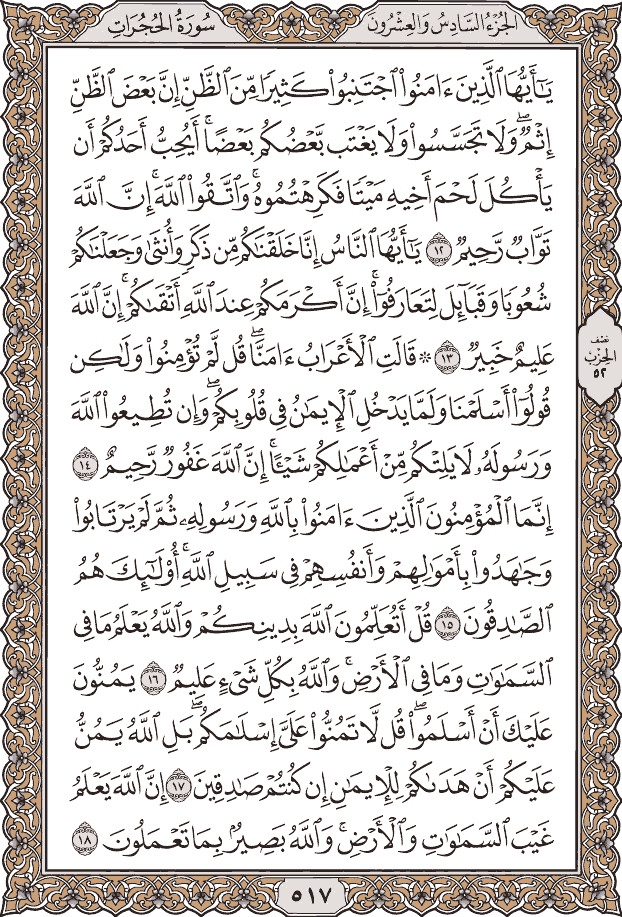 الجزء السادس والعشرون
سورة الحجرات
يَٰٓأَيُّهَا ٱلَّذِينَ ءَامَنُوا۟ ٱجْتَنِبُوا۟ كَثِيرًا مِّنَ ٱلظَّنِّ إِنَّ بَعْضَ ٱلظَّنِّ
إِثْمٌ ۖ وَلَا تَجَسَّسُوا۟ وَلَا يَغْتَب بَّعْضُكُم بَعْضًا ۚ أَيُحِبُّ أَحَدُكُمْ أَن
يَأْكُلَ لَحْمَ أَخِيهِ مَيْتًا فَكَرِهْتُمُوهُ ۚ وَٱتَّقُوا۟ ٱللَّهَ ۚ إِنَّ ٱللَّهَ
تَوَّابٌ رَّحِيمٌ ١٢ يَٰٓأَيُّهَا ٱلنَّاسُ إِنَّا خَلَقْنَٰكُم مِّن ذَكَرٍ وَأُنثَىٰ وَجَعَلْنَٰكُمْ
شُعُوبًا وَقَبَآئِلَ لِتَعَارَفُوٓا۟ ۚ إِنَّ أَكْرَمَكُمْ عِندَ ٱللَّهِ أَتْقَىٰكُمْ ۚ إِنَّ ٱللَّهَ
عَلِيمٌ خَبِيرٌ ١٣ ۞ قَالَتِ ٱلْأَعْرَابُ ءَامَنَّا ۖ قُل لَّمْ تُؤْمِنُوا۟ وَلَٰكِن
قُولُوٓا۟ أَسْلَمْنَا وَلَمَّا يَدْخُلِ ٱلْإِيمَٰنُ فِى قُلُوبِكُمْ ۖ وَإِن تُطِيعُوا۟ ٱللَّهَ
وَرَسُولَهُۥ لَا يَلِتْكُم مِّنْ أَعْمَٰلِكُمْ شَيْـًٔا ۚ إِنَّ ٱللَّهَ غَفُورٌ رَّحِيمٌ ١٤
إِنَّمَا ٱلْمُؤْمِنُونَ ٱلَّذِينَ ءَامَنُوا۟ بِٱللَّهِ وَرَسُولِهِۦ ثُمَّ لَمْ يَرْتَابُوا۟
وَجَٰهَدُوا۟ بِأَمْوَٰلِهِمْ وَأَنفُسِهِمْ فِى سَبِيلِ ٱللَّهِ ۚ أُو۟لَٰٓئِكَ هُمُ
ٱلصَّٰدِقُونَ ١٥ قُلْ أَتُعَلِّمُونَ ٱللَّهَ بِدِينِكُمْ وَٱللَّهُ يَعْلَمُ مَا فِى
ٱلسَّمَٰوَٰتِ وَمَا فِى ٱلْأَرْضِ ۚ وَٱللَّهُ بِكُلِّ شَىْءٍ عَلِيمٌ ١٦ يَمُنُّونَ
عَلَيْكَ أَنْ أَسْلَمُوا۟ ۖ قُل لَّا تَمُنُّوا۟ عَلَىَّ إِسْلَٰمَكُم ۖ بَلِ ٱللَّهُ يَمُنُّ
عَلَيْكُمْ أَنْ هَدَىٰكُمْ لِلْإِيمَٰنِ إِن كُنتُمْ صَٰدِقِينَ ١٧ إِنَّ ٱللَّهَ يَعْلَمُ
غَيْبَ ٱلسَّمَٰوَٰتِ وَٱلْأَرْضِ ۚ وَٱللَّهُ بَصِيرٌۢ بِمَا تَعْمَلُونَ ١٨
نصف
الحزب
٥٢
٥١٧